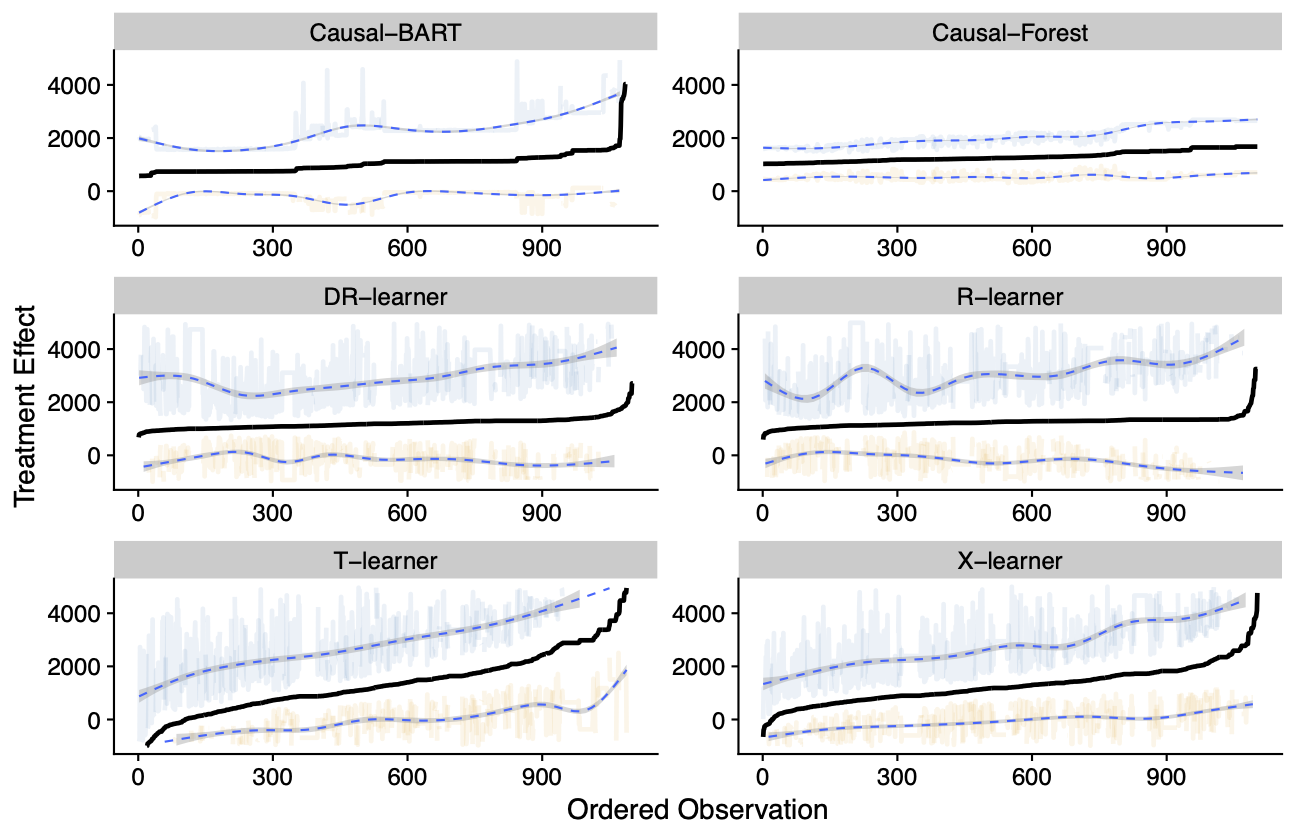 Causal−BART Causal−Forest
4000 4000
2000 2000
0 0
0 300 600 900 0 300 600 900
DR−learner R−learner
4000 4000
2000 2000
0 0
0 300 600 900 0 300 600 900
Treatment Effect
T−learner X−learner
4000 4000
2000 2000
0 0
0 300 600 900 0 300 600 900
Ordered Observation